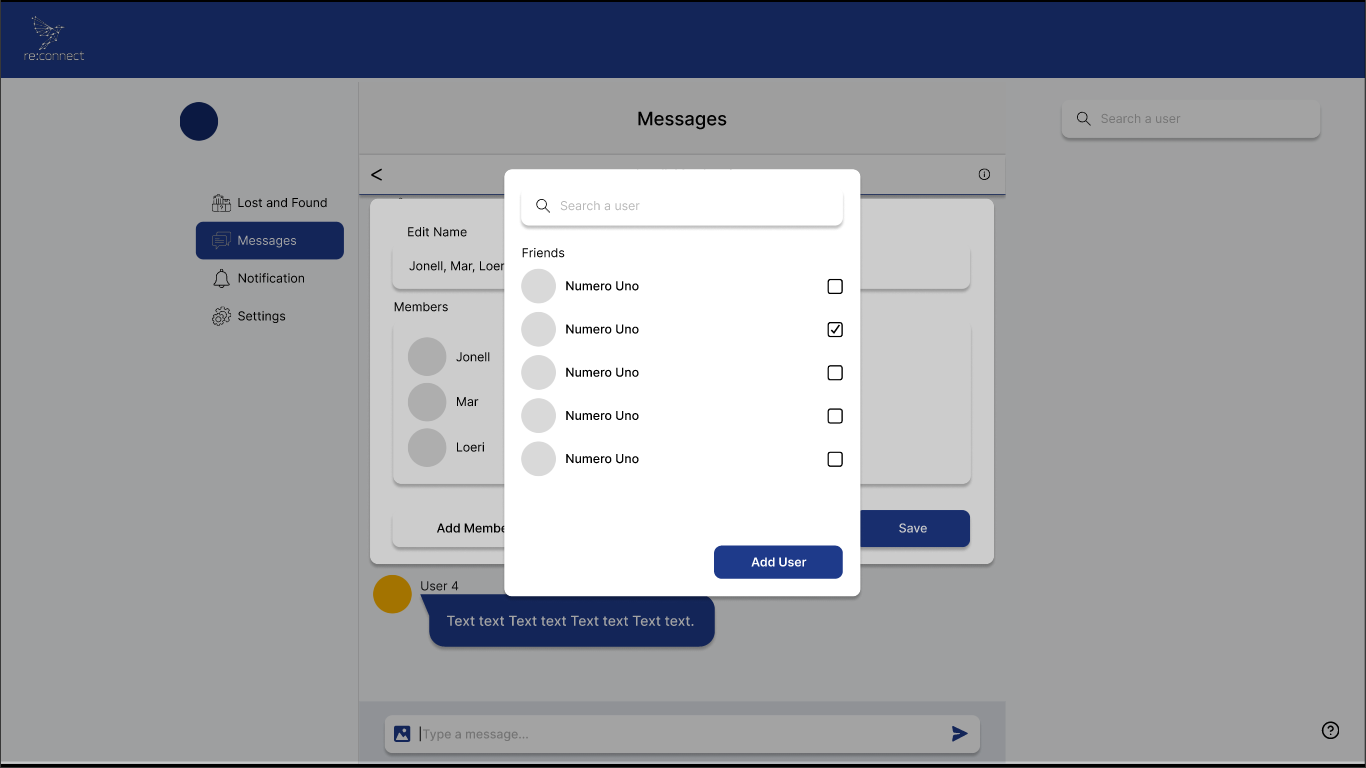 re:connect
Messages
Search a user
Lost and Found
Messages
Notification
Settings
<
Edit Name
Jonell, Mar, Loer
Members
Jonell
Mar
Loeri
Add Membe
Save
Search a user
Friends
Numero Uno
Numero Uno
Numero Uno
Numero Uno
Numero Uno
Add User
User 4
Text text Text text Text text Text text.
Type a message...